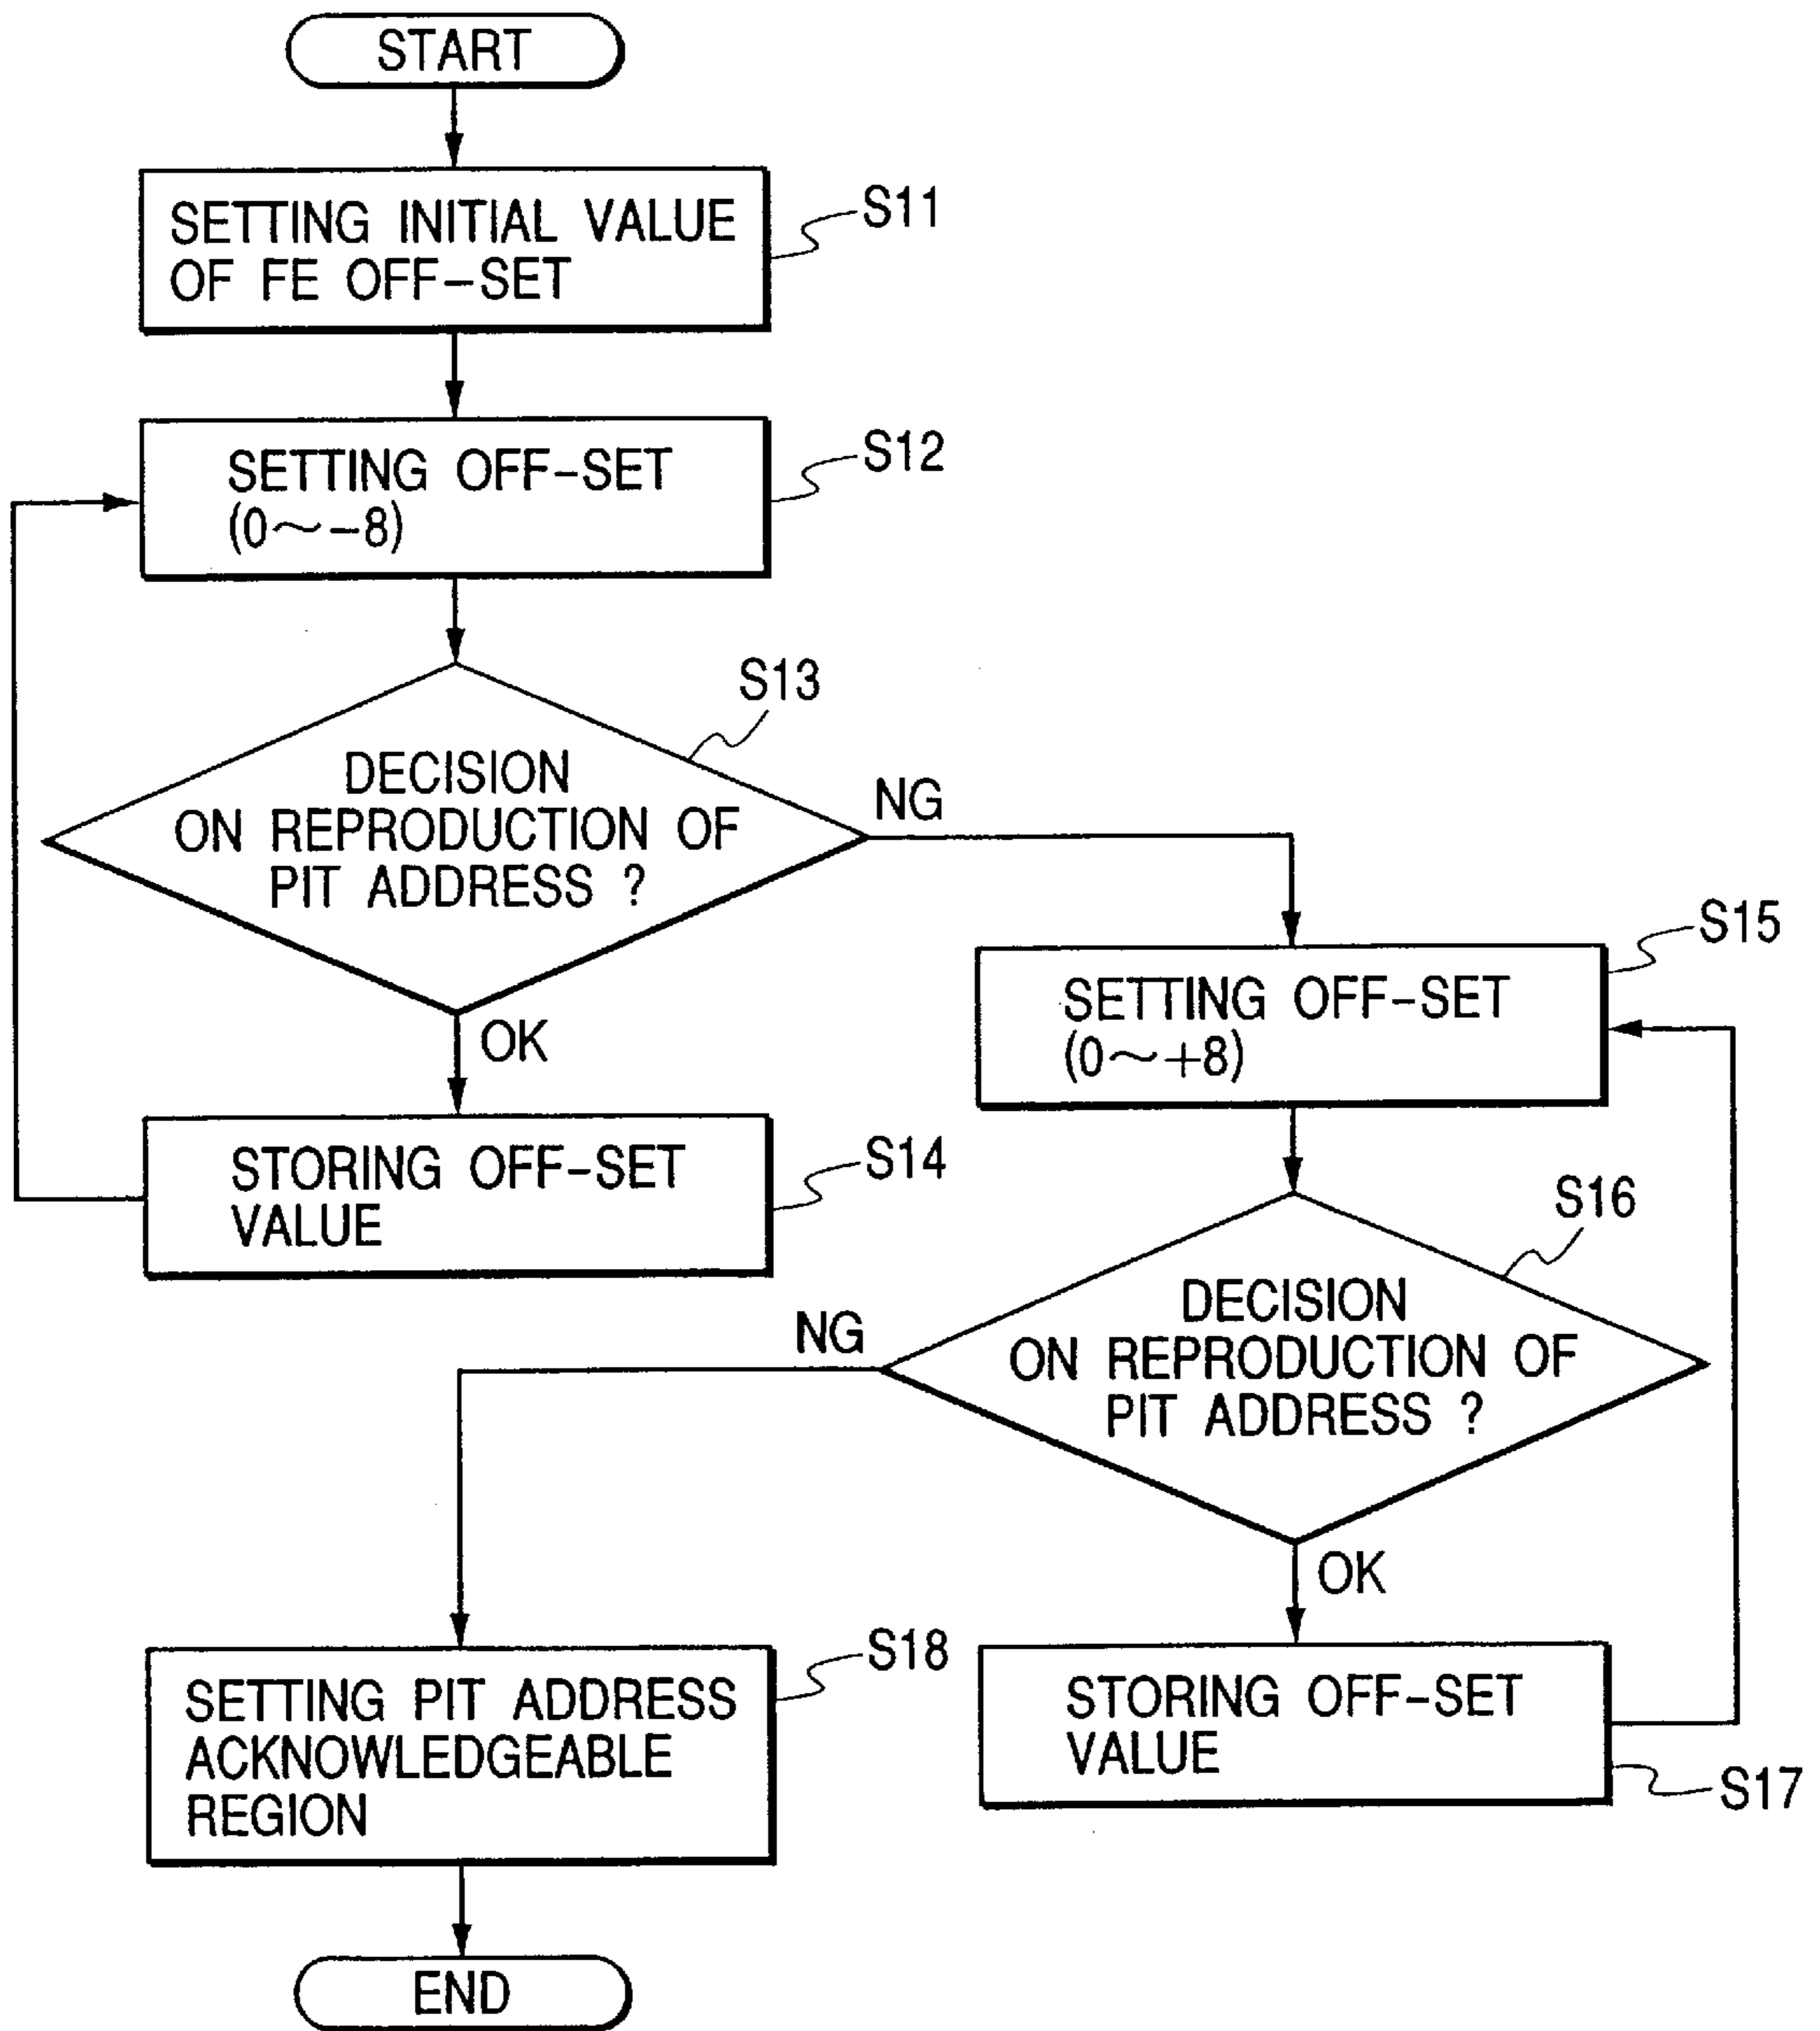 START
SETTING INITIAL VALUE
OF FE OFF-SET
S11
SETTING OFF-SET
(0～-8)
S12
S13
DECISION
ON REPRODUCTION OF
PIT ADDRESS ?
NG
OK
STORING OFF-SET
VALUE
S14
SETTING OFF-SET
(0～+8)
S15
S16
DECISION
ON REPRODUCTION OF
PIT ADDRESS ?
NG
OK
STORING OFF-SET
VALUE
S17
SETTING PIT ADDRESS
ACKNOWLEDGEABLE
REGION
S18
END